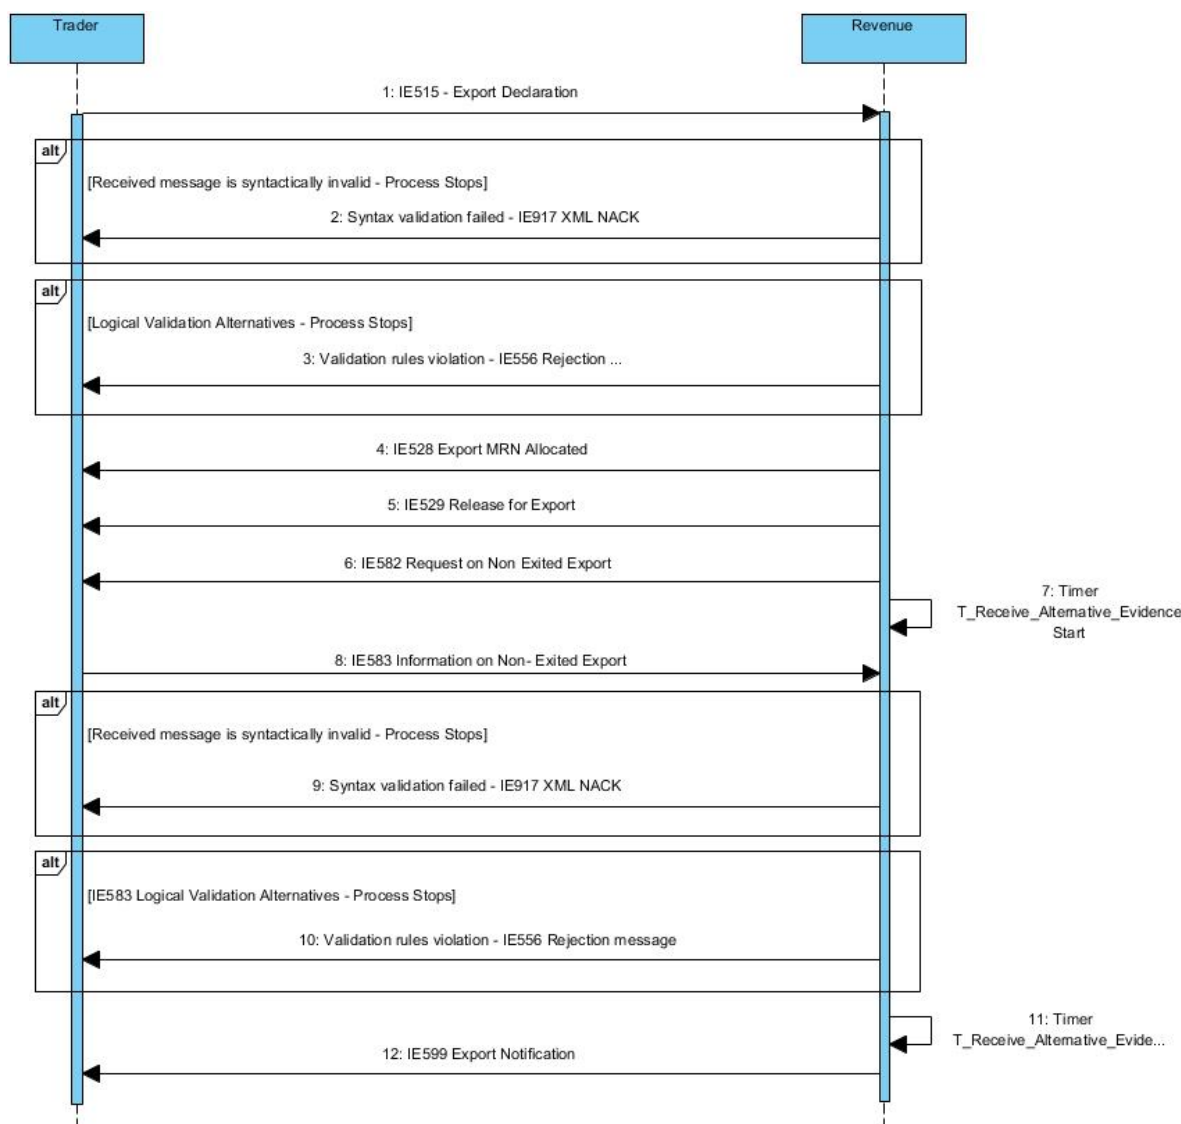 Trader
Revenue
1: IE515 - Export Declaration
alt
[Received message is syntactically invalid - Process Stops]
2: Syntax validation failed - IE917 XML NACK
alt
[Logical Validation Alternatives - Process Stops]
3: Validation rules violation - IE556 Rejection ...
4: IE528 Export MRN Allocated
5: IE529 Release for Export
6: IE582 Request on Non Exited Export
7: Timer
T_Receive_Alternative_Evidence
Start
8: IE583 Information on Non- Exited Export
alt
[Received message is syntactically invalid - Process Stops]
9: Syntax validation failed - IE917 XML NACK
alt
[IE583 Logical Validation Alternatives - Process Stops]
10: Validation rules violation - IE556 Rejection message
11: Timer
T_Receive_Alternative_Evide...
12: IE599 Export Notification